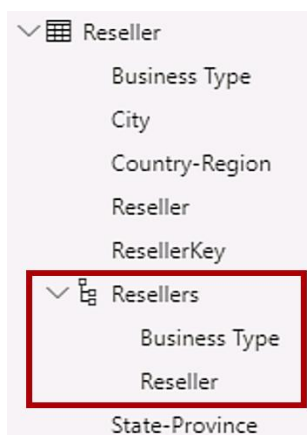 Reseller
Business Type
City
Country-Region
Reseller
ResellerKey
Resellers
Business Type
Reseller
State-Province